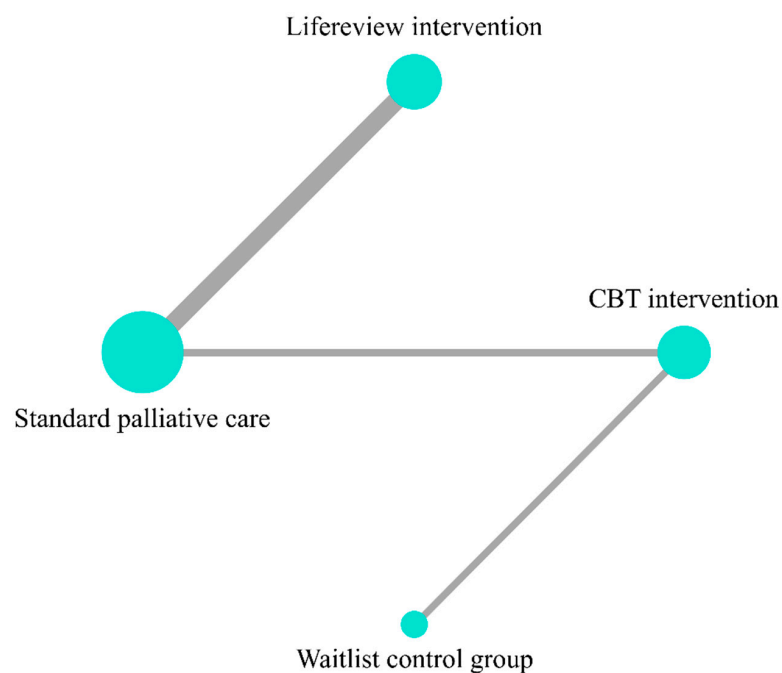 Lifereview intervention
CBT intervention
Standard palliative care
Waitlist control group